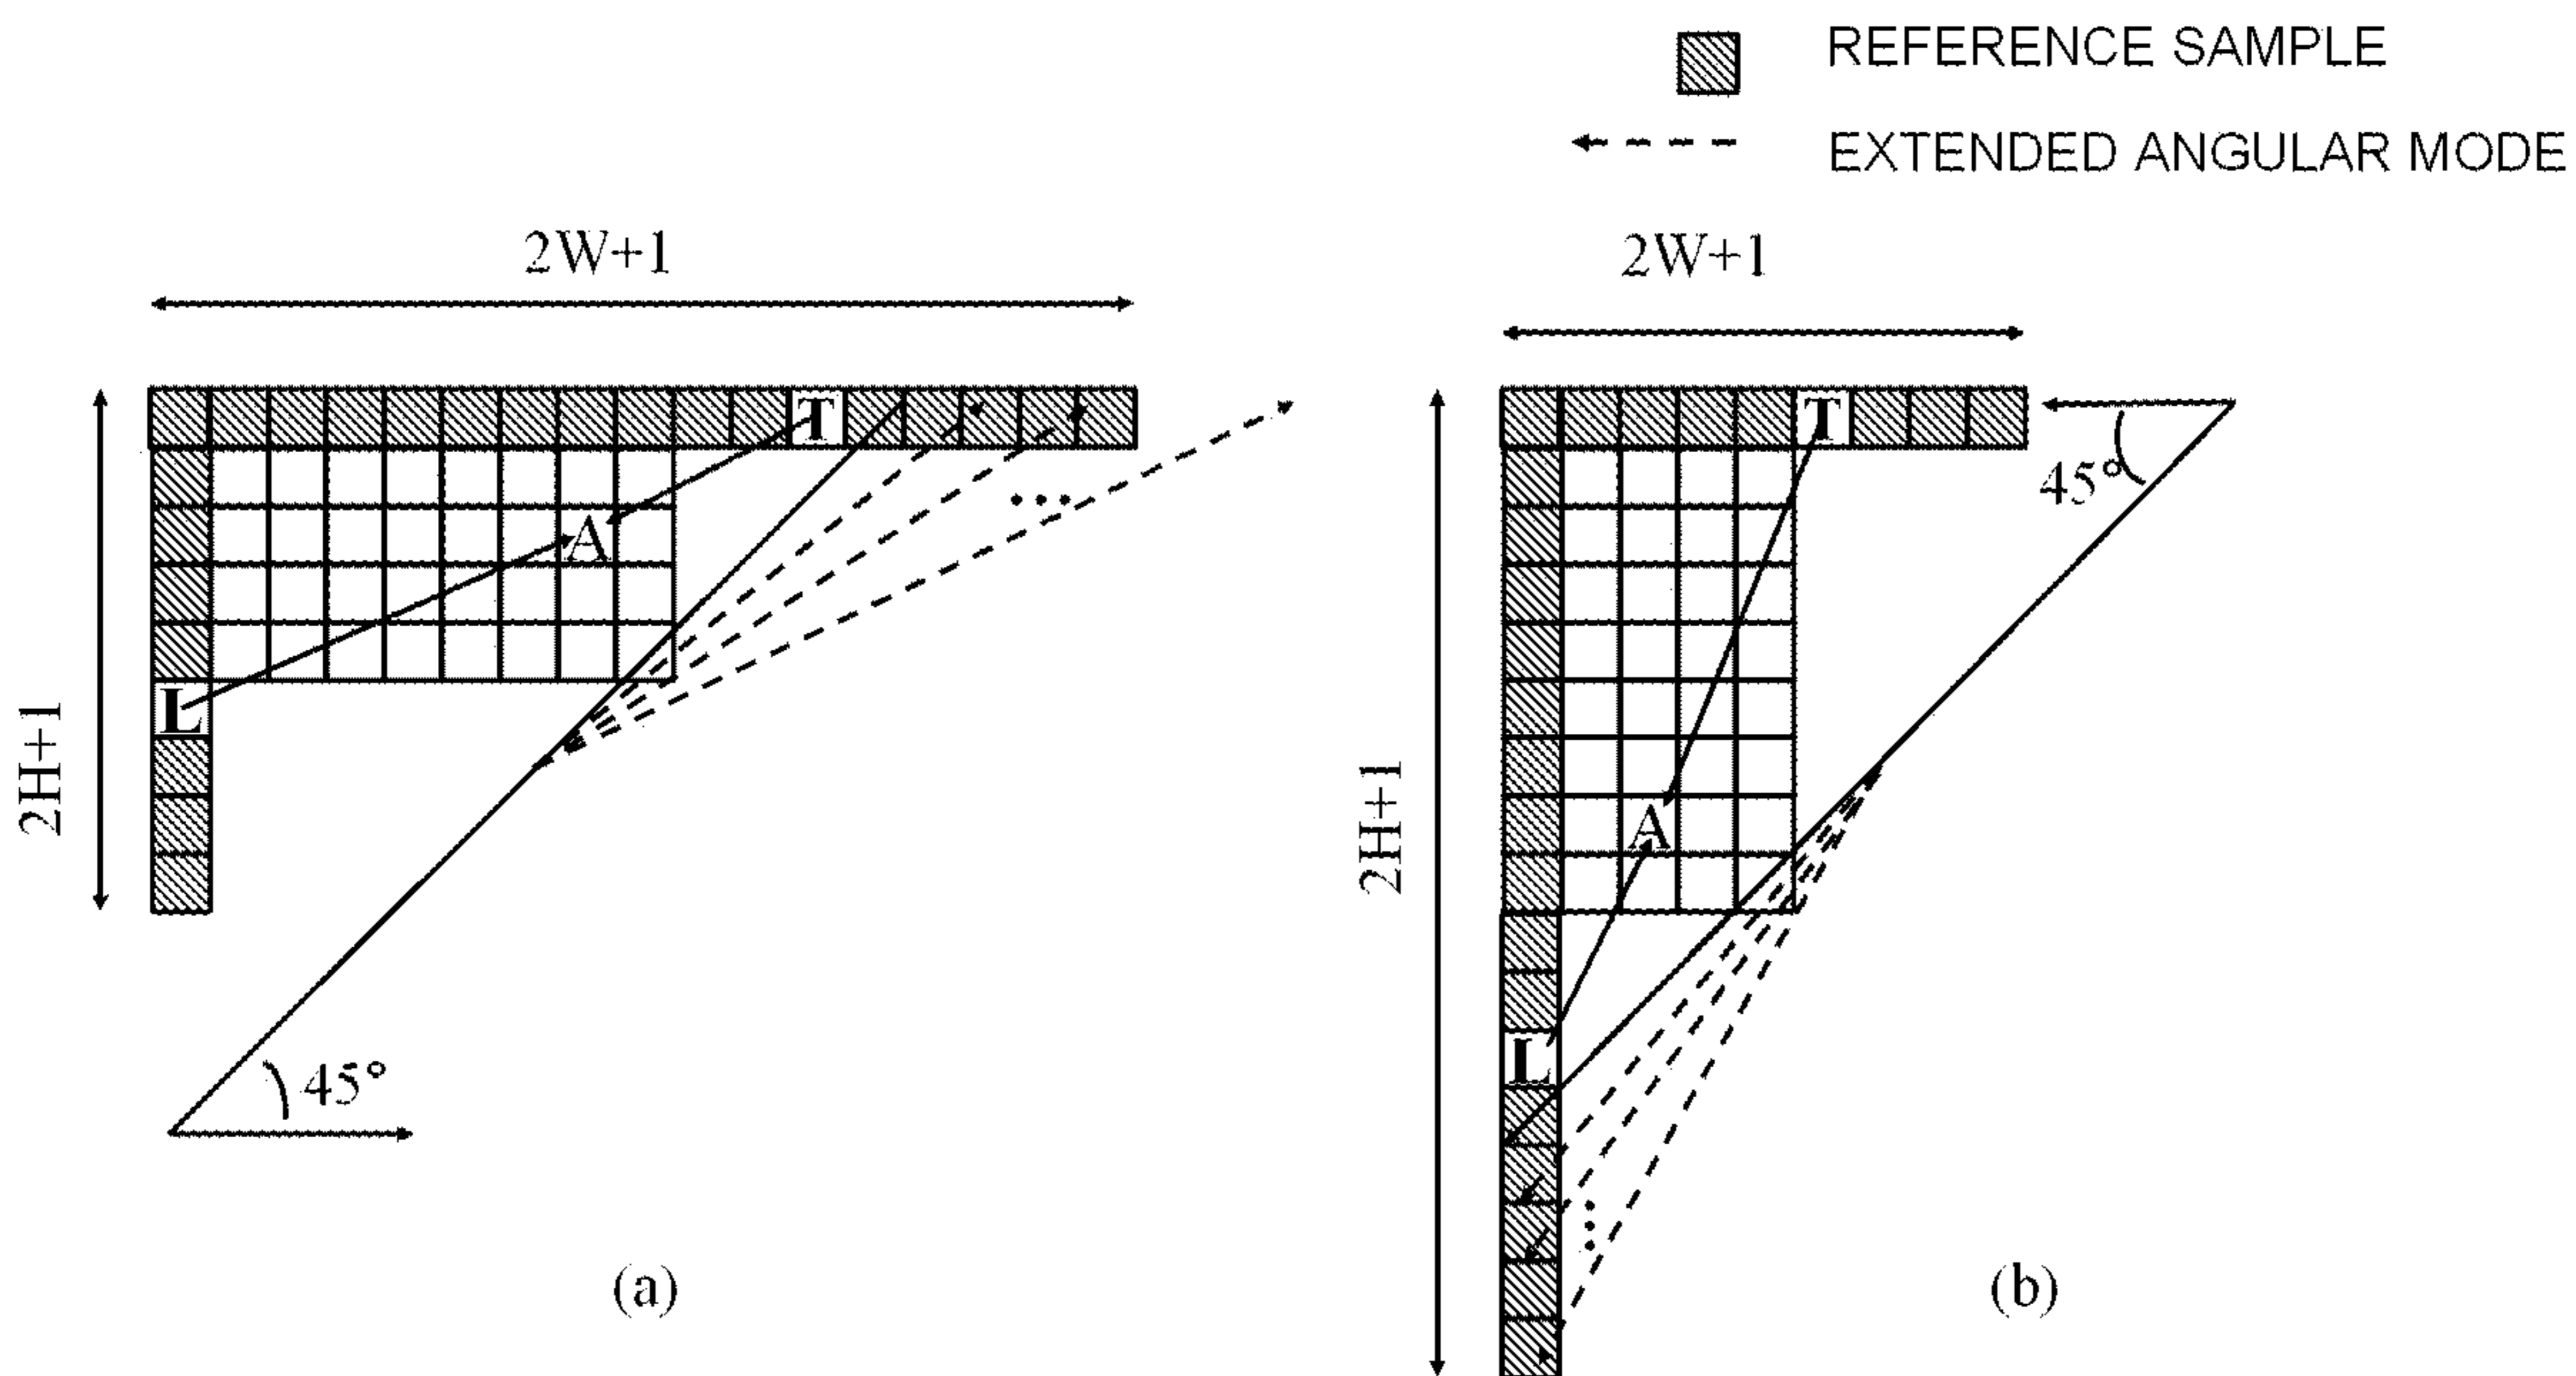 REFERENCE SAMPLE
EXTENDED ANGULAR MODE
2W+1
2W+1
T
T
45°
A
L
2H+1
2H+1
A
L
45°
(a)
(b)